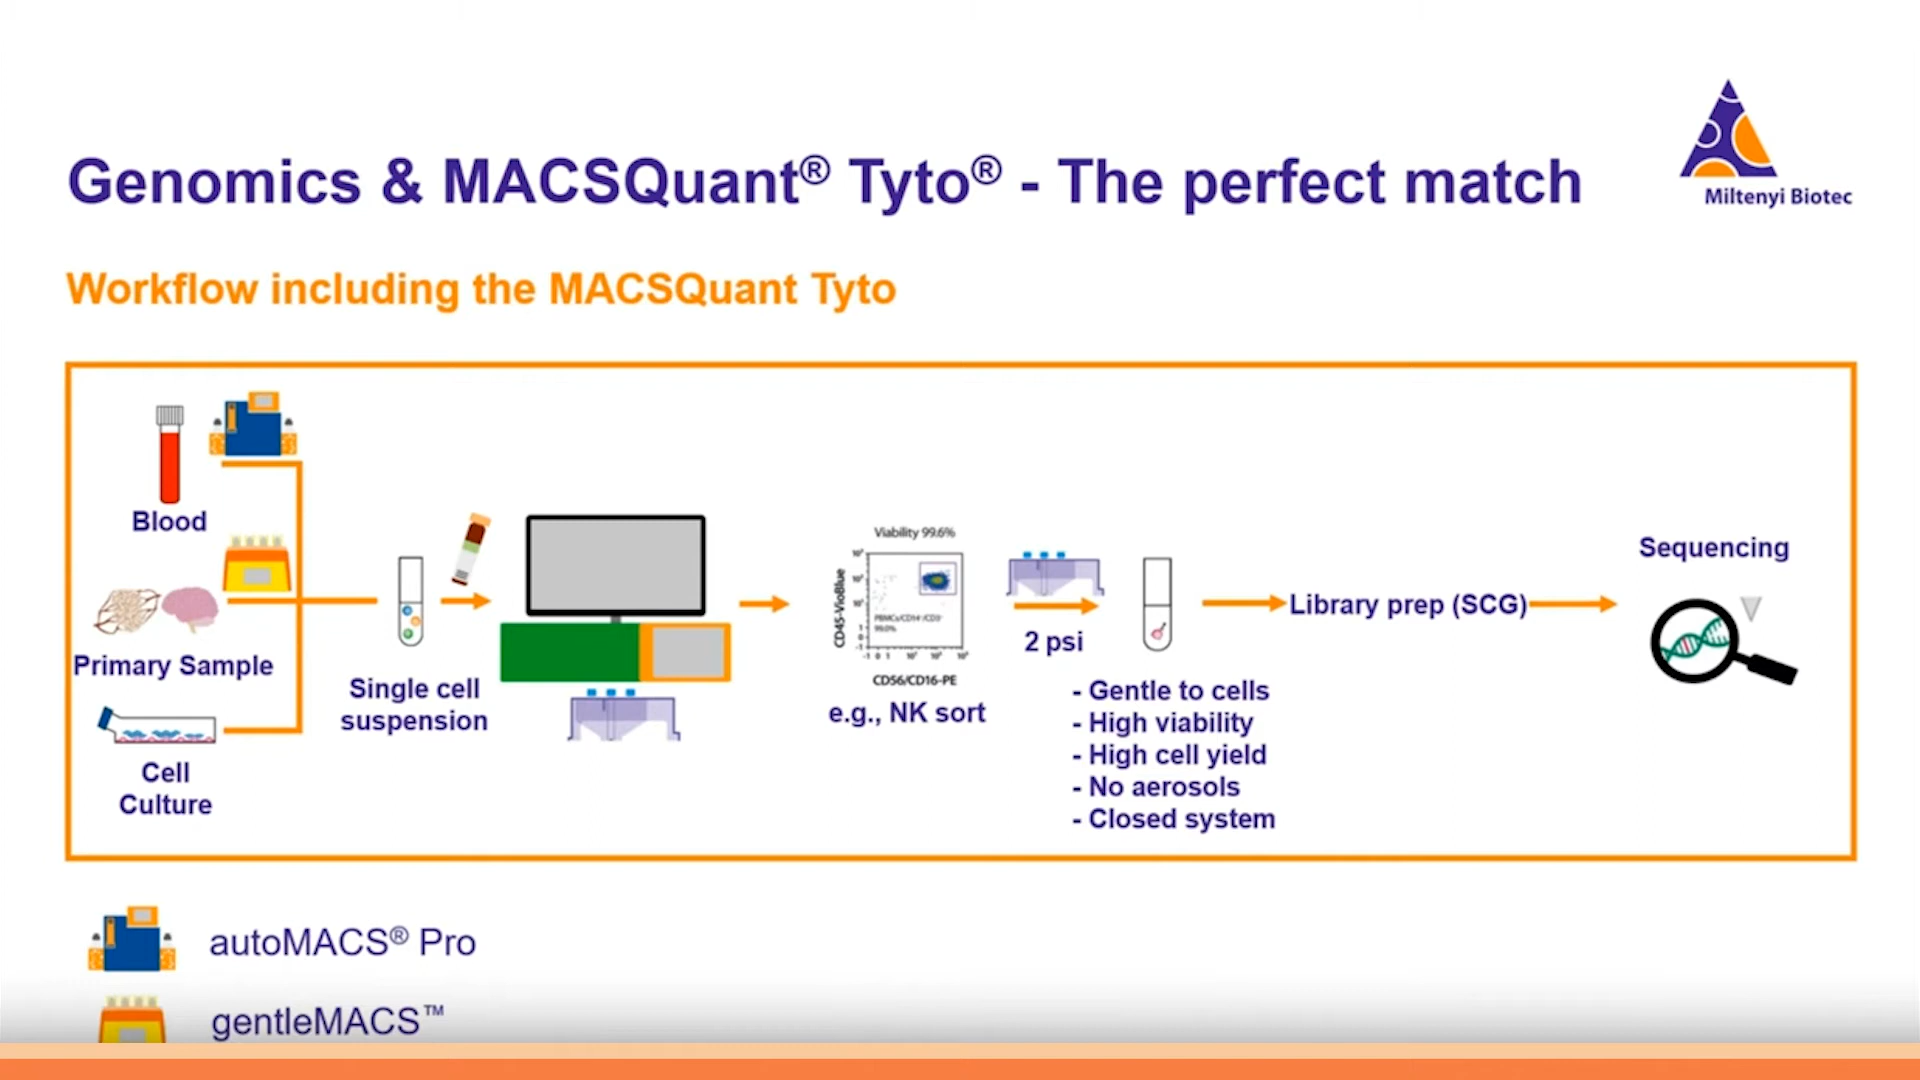 Genomics & MACSQuant® Tyto® - The perfect match
Miltenyi Biotec
Workflow including the MACSQuant Tyto
Blood
Primary Sample
Cell
Culture
Single cell
suspension
Viability 99.6%
CD45-VioBlue
99.0%
CD56/CD16-PE
e.g., NK sort
2 psi
- Gentle to cells
- High viability
- High cell yield
- No aerosols
- Closed system
Library prep (SCG)
Sequencing
autoMACS® Pro
gentleMACS™